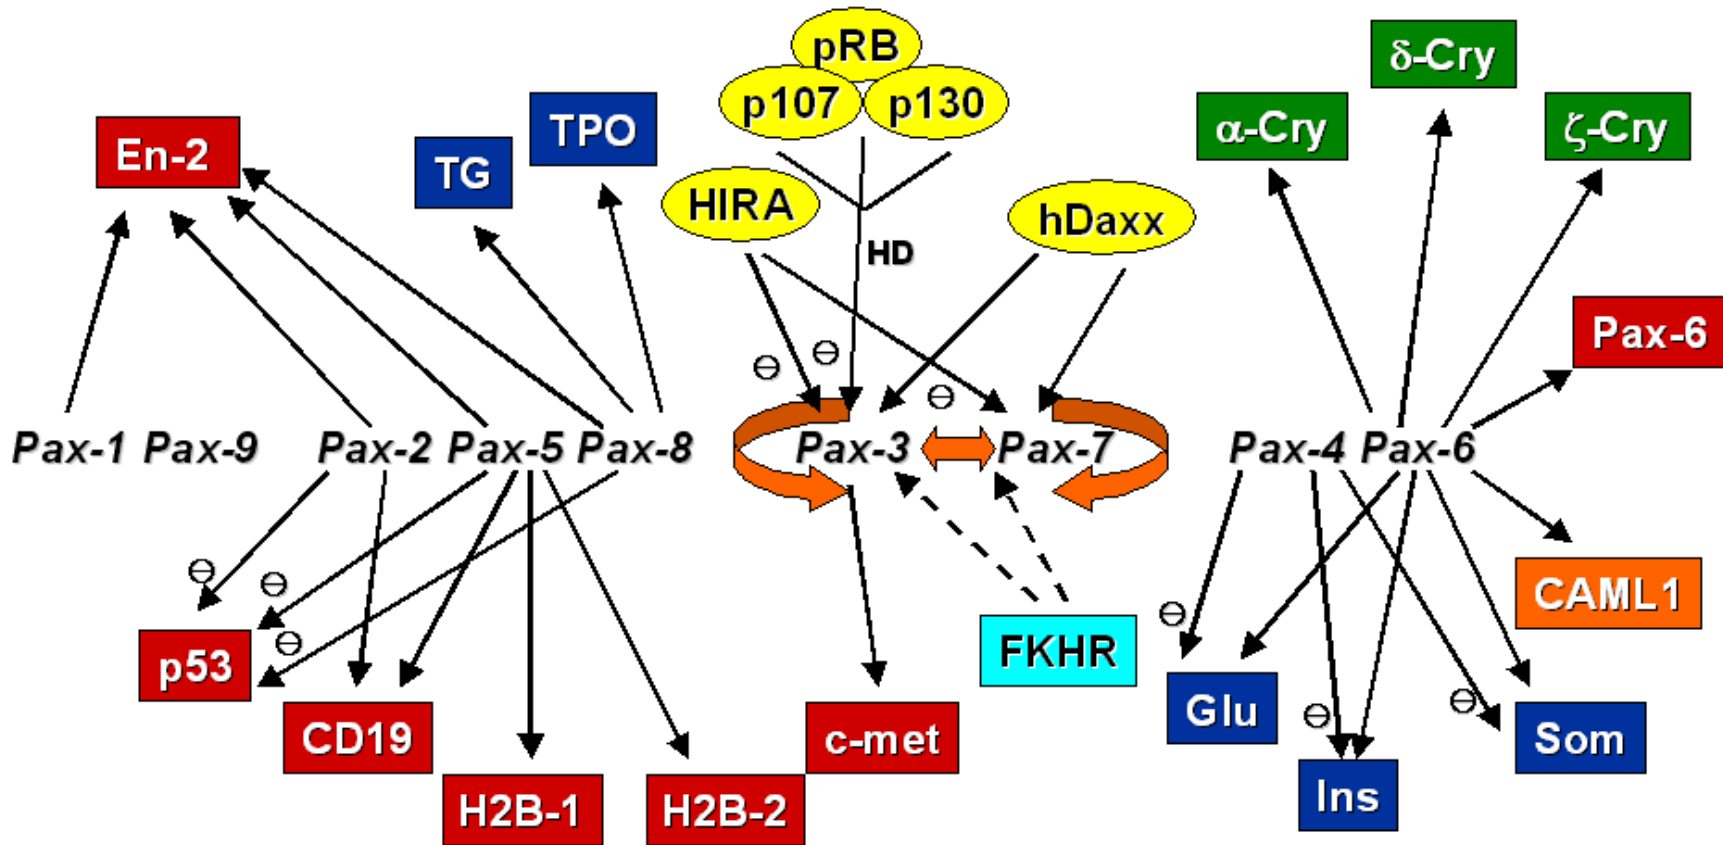 pRB
δ-Cry
p107
p130
En-2
TG
TPO
α-Cry
ζ-Cry
HIRA
hDaxx
HD
Pax-6
⊖
⊖
⊖
Pax-1 Pax-9 Pax-2 Pax-5 Pax-8 Pax-3 Pax-7 Pax-4 Pax-6
⊖
⊖
⊖
⊖
CAML1
p53
FKHR
Glu
⊖
⊖
CD19
c-met
Som
H2B-1
H2B-2
Ins